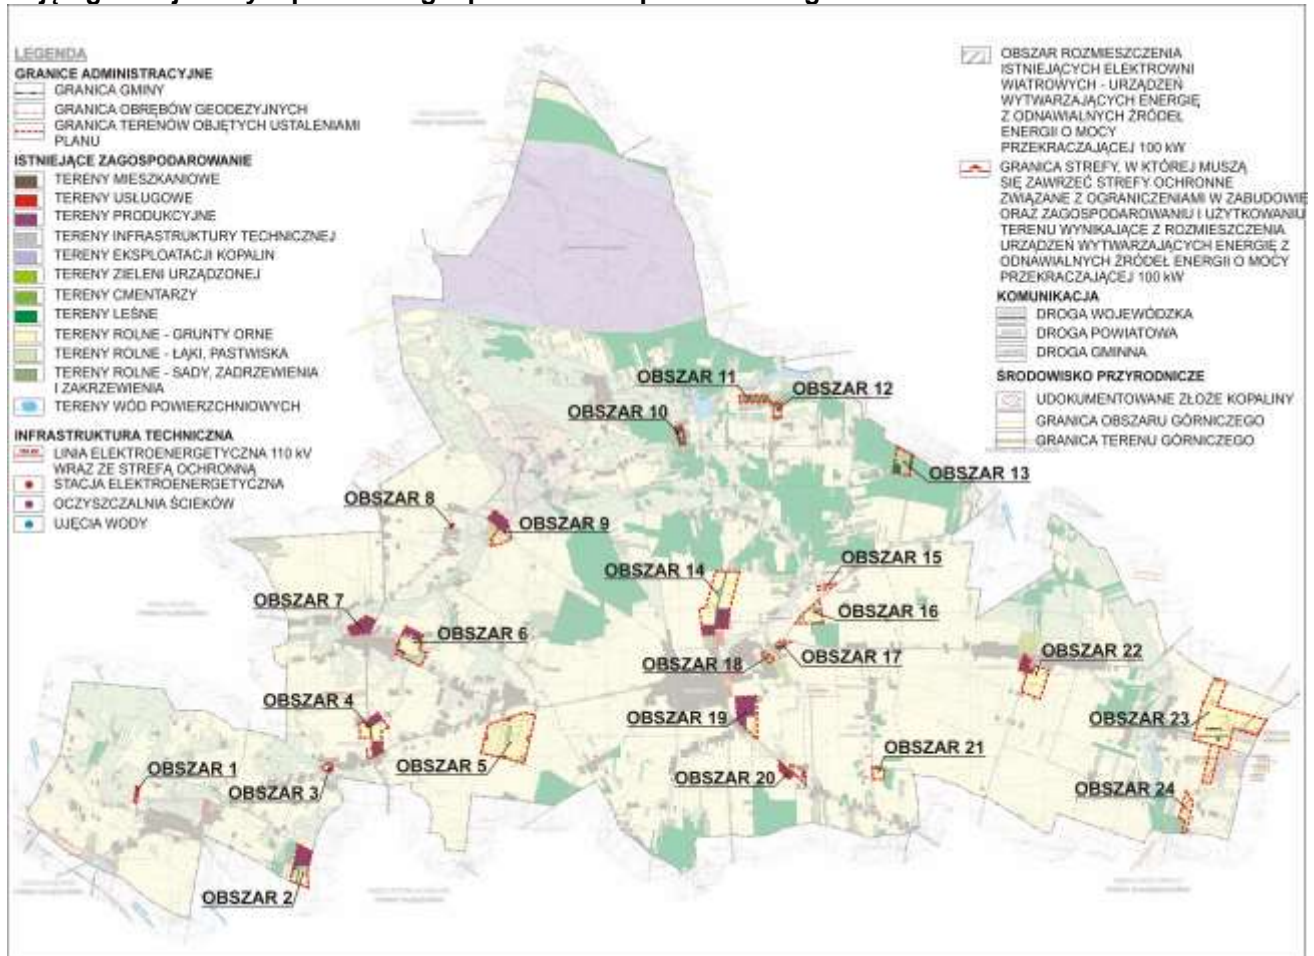 LEGENDA
GRANICE ADMINISTRACYJNE
GRANICA GMINY
GRANICA OBRĘBÓW GEODEZYJNYCH
GRANICA TERENÓW OBJĘTYCH USTALENIAMI
PLANU
ISTNIEJĄCE ZAGOSPODAROWANIE
TERENY MIESZKANIOWE
TERENY USŁUGOWE
TERENY PRODUKCYJNE
TERENY INFRASTRUKTURY TECHNICZNEJ
TERENY EKSPLOATACJI KOPALIN
TERENY ZIELENI URZĄDZONEJ
TERENY CMENTARZY
TERENY LEŚNE
TERENY ROLNE - GRUNTY ORNE
TERENY ROLNE - ŁĄKI, PASTWISKA
TERENY ROLNE - SADY, ZADRZEWIENIA
I ZAKRZEWIENIA
TERENY WÓD POWIERZCHNIOWYCH
INFRASTRUKTURA TECHNICZNA
LINIA ELEKTROENERGETYCZNA 110 kV
WRAZ ZE STREFĄ OCHRONNĄ
STACJA ELEKTROENERGETYCZNA
OCZYSZCZALNIA ŚCIEKÓW
UJĘCIA WODY
OBSZAR ROZMIESZCZENIA
ISTNIEJĄCYCH ELEKTROWNI
WIATROWYCH - URZĄDZEŃ
WYTWARZAJĄCYCH ENERGIĘ
Z ODNAWIALNYCH ŹRÓDEŁ
ENERGII O MOCY
PRZEKRACZAJĄCEJ 100 kW
GRANICA STREFY, W KTÓREJ MUSZĄ
SIĘ ZAWRZEĆ STREFY OCHRONNE
ZWIĄZANE Z OGRANICZENIAMI W ZABUDOWIE
ORAZ ZAGOSPODAROWANIU I UŻYTKOWANIU
TERENU WYNIKAJĄCE Z ROZMIESZCZENIA
URZĄDZEŃ WYTWARZAJĄCYCH ENERGIĘ Z
ODNAWIALNYCH ŹRÓDEŁ ENERGII O MOCY
PRZEKRACZAJĄCEJ 100 kW
KOMUNIKACJA
DROGA WOJEWÓDZKA
DROGA POWIATOWA
DROGA GMINNA
ŚRODOWISKO PRZYRODNICZE
UDOKUMENTOWANE ZŁOŻE KOPALINY
GRANICA OBSZARU GÓRNICZEGO
GRANICA TERENU GÓRNICZEGO
OBSZAR 11
OBSZAR 12
OBSZAR 10
OBSZAR 13
OBSZAR 8
OBSZAR 9
OBSZAR 15
OBSZAR 14
OBSZAR 7
OBSZAR 16
OBSZAR 6
OBSZAR 22
OBSZAR 17
OBSZAR 18
OBSZAR 4
OBSZAR 19
OBSZAR 23
OBSZAR 21
OBSZAR 5
OBSZAR 1
OBSZAR 20
OBSZAR 3
OBSZAR 24
OBSZAR 2